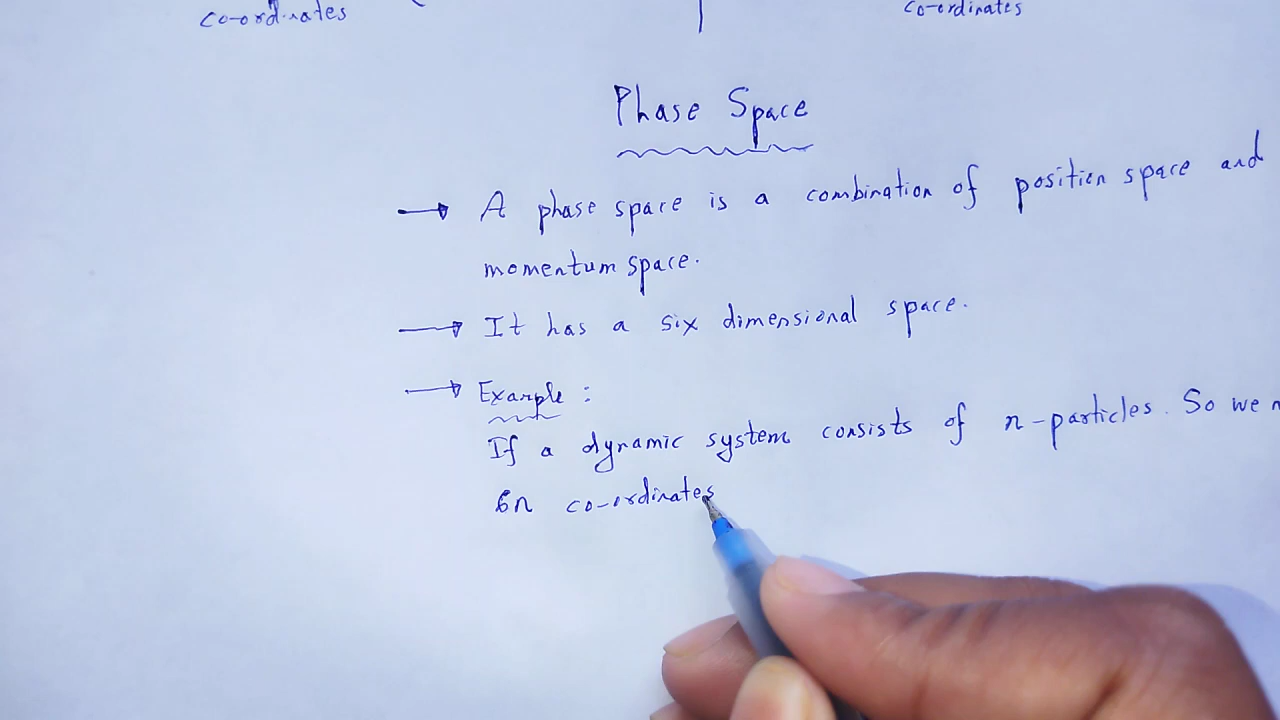 co-ordinates co-ordinates
Phase Space
A phase space is a combination of position space and
momentum space.
It has a six dimensional space.
Example :
If a dynamic system consists of n-particles. So we
6n co-ordinates